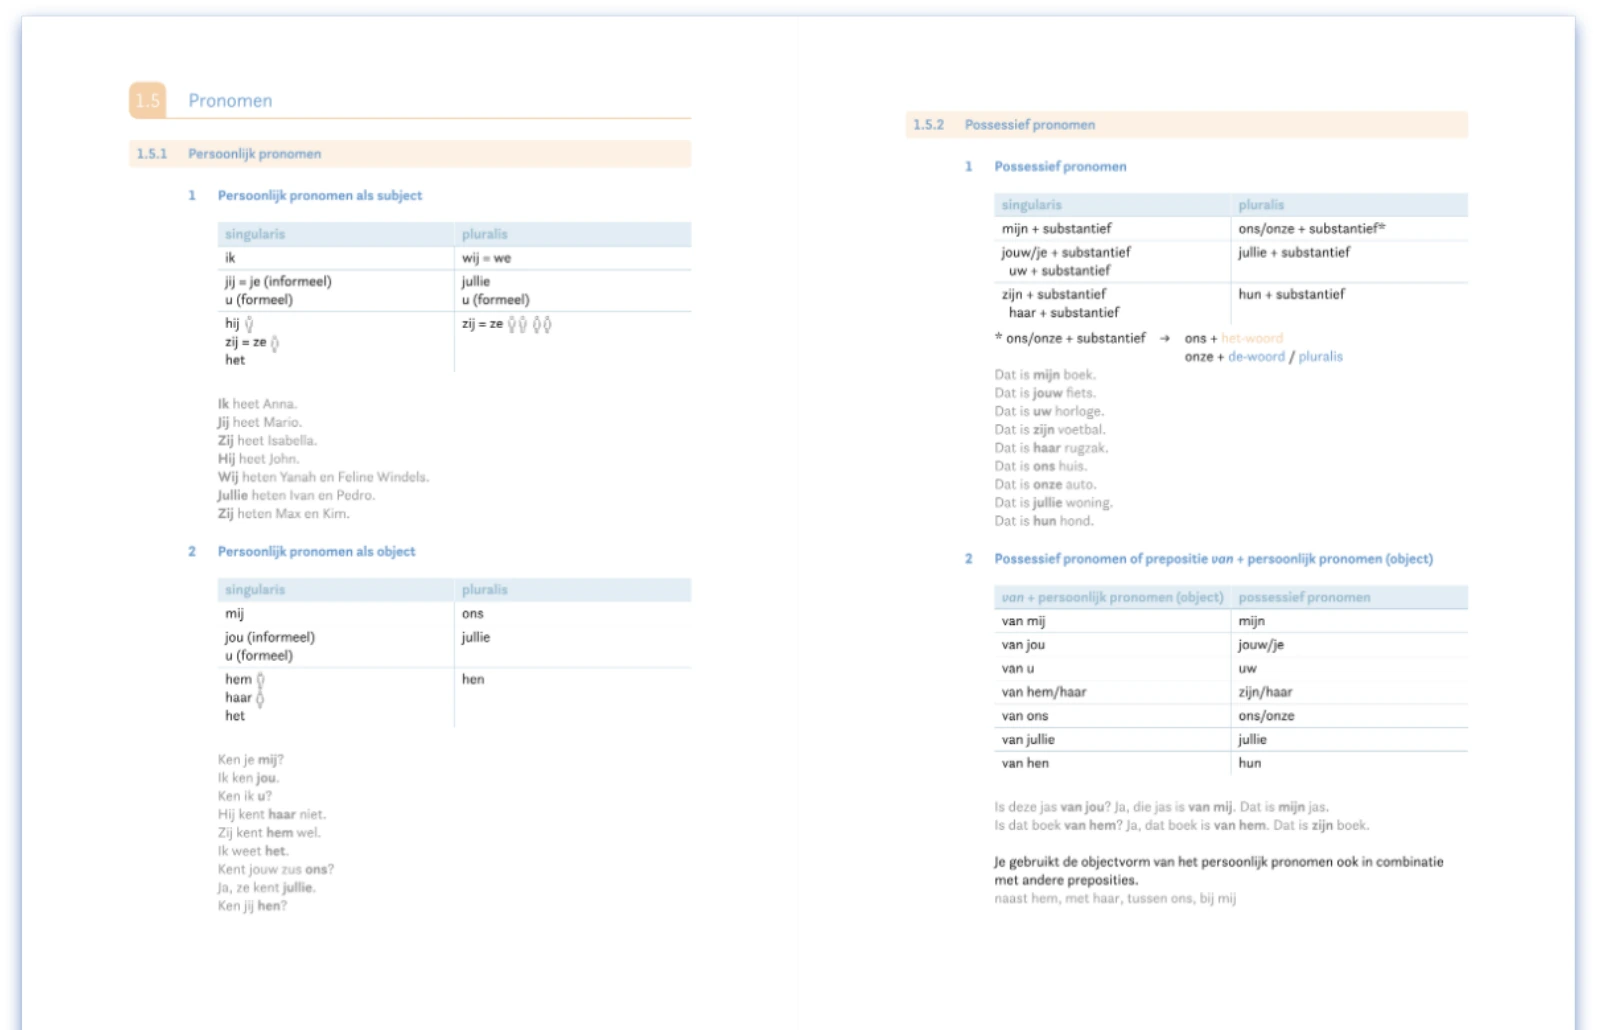 1.5 Pronomen
1.5.1 Persoonlijk pronomen
1 Persoonlijk pronomen als subject
singularis pluralis
ik wij = we
jij = je (informeel) jullie
u (formeel) u (formeel)
hij zij = ze
zij = ze
het
Ik heet Anna.
Jij heet Mario.
Zij heet Isabella.
Hij heet John.
Wij heten Yanah en Feline Windels.
Jullie heten Ivan en Pedro.
Zij heten Max en Kim.
2 Persoonlijk pronomen als object
singularis pluralis
mij ons
jou (informeel) jullie
u (formeel)
hem hen
haar
het
Ken je mij?
Ik ken jou.
Ken ik u?
Hij kent haar niet.
Zij kent hem wel.
Ik weet het.
Kent jouw zus ons?
Ja, ze kent jullie.
Ken jij hen?
1.5.2 Possessief pronomen
1 Possessief pronomen
singularis pluralis
mijn + substantief ons/onze + substantief*
jouw/je + substantief jullie + substantief
uw + substantief
zijn + substantief hun + substantief
haar + substantief
* ons/onze + substantief → ons + het-woord
onze + de-woord / pluralis
Dat is mijn boek.
Dat is jouw fiets.
Dat is uw horloge.
Dat is zijn voetbal.
Dat is haar rugzak.
Dat is ons huis.
Dat is onze auto.
Dat is jullie woning.
Dat is hun hond.
2 Possessief pronomen of prepositie van + persoonlijk pronomen (object)
van + persoonlijk pronomen (object) possessief pronomen
van mij mijn
van jou jouw/je
van u uw
van hem/haar zijn/haar
van ons ons/onze
van jullie jullie
van hen hun
Is deze jas van jou? Ja, die jas is van mij. Dat is mijn jas.
Is dat boek van hem? Ja, dat boek is van hem. Dat is zijn boek.
Je gebruikt de objectvorm van het persoonlijk pronomen ook in combinatie
met andere preposities.
naast hem, met haar, tussen ons, bij mij